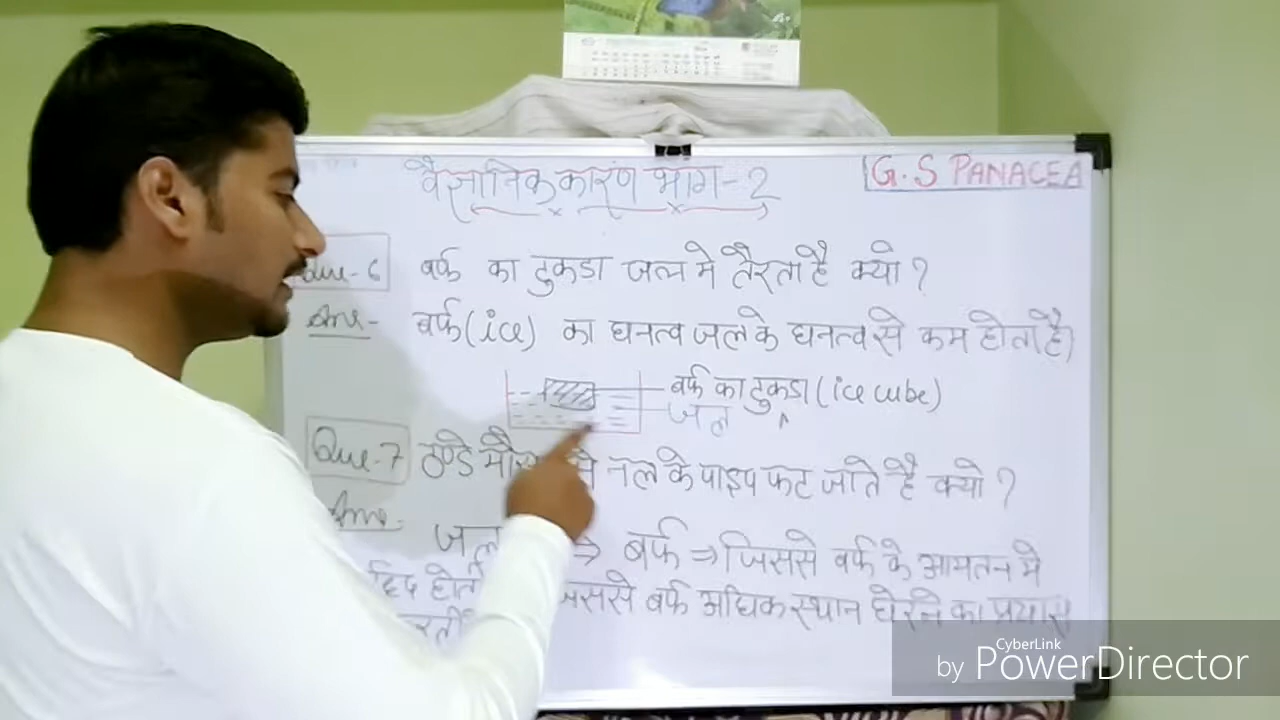 वैज्ञानिक कारण भाग-2
G.S PANACEA
Que-6 बर्फ का टुकडा जल मे तैरता है क्यो ?
Ans- बर्फ (ice) का घनत्व जल के घनत्व से कम होता है)
बर्फ का टुकडा (ice cube)
जल
Que-7 ठण्डे मौ से नल के पाइप फट जाते है क्यो ?
Ans-
जल ⇒ बर्फ ⇒ जिससे बर्फ के आयतन मे
होती जिससे बर्फ अधिक स्थान घेरने का प्रयास
CyberLink
by PowerDirector